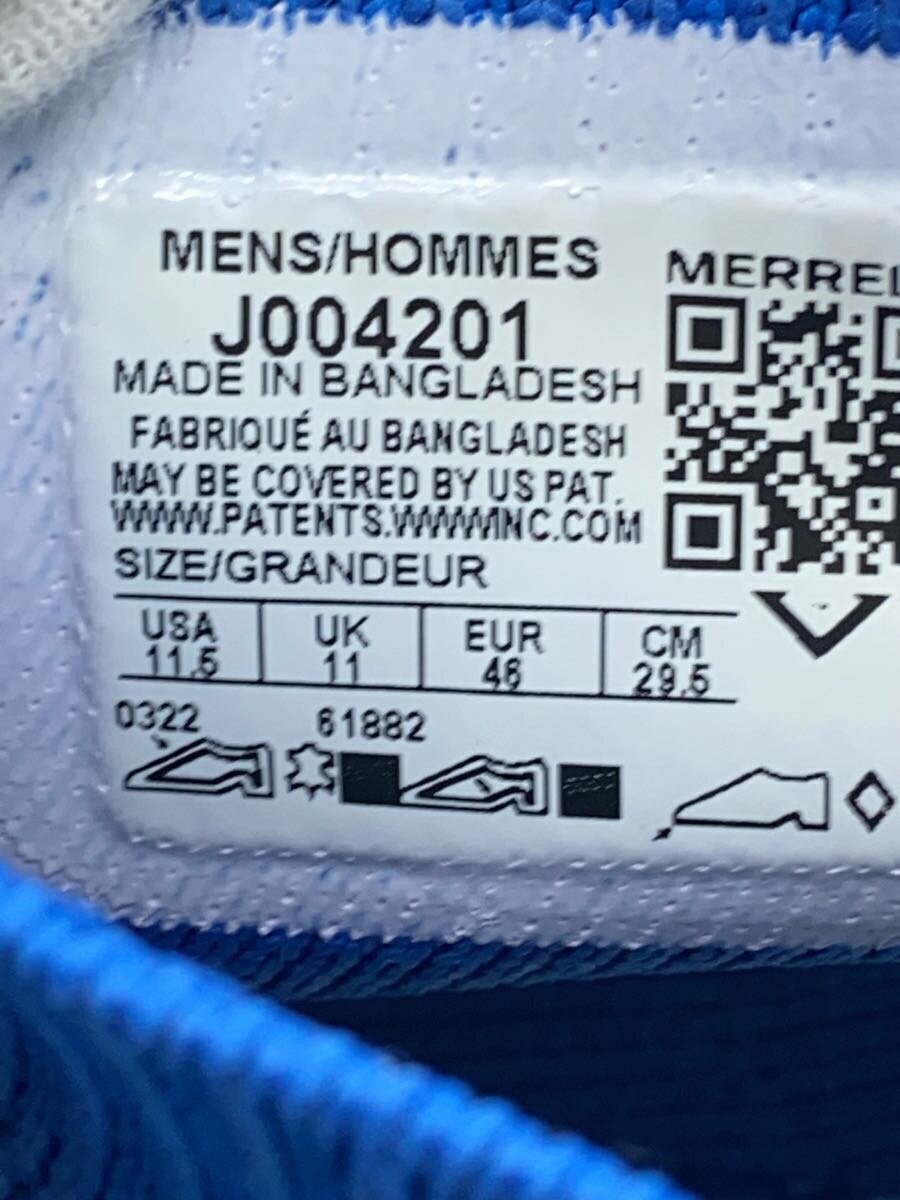 MENS/HOMMES
J004201
MADE IN BANGLADESH
FABRIQUÉ AU BANGLADESH
MAY BE COVERED BY US PAT.
WWW.PATENTS.WWWINC.COM
SIZE/GRANDEUR
USA UK EUR CM
11.5 11 46 29.5
0322 61882
MERREL